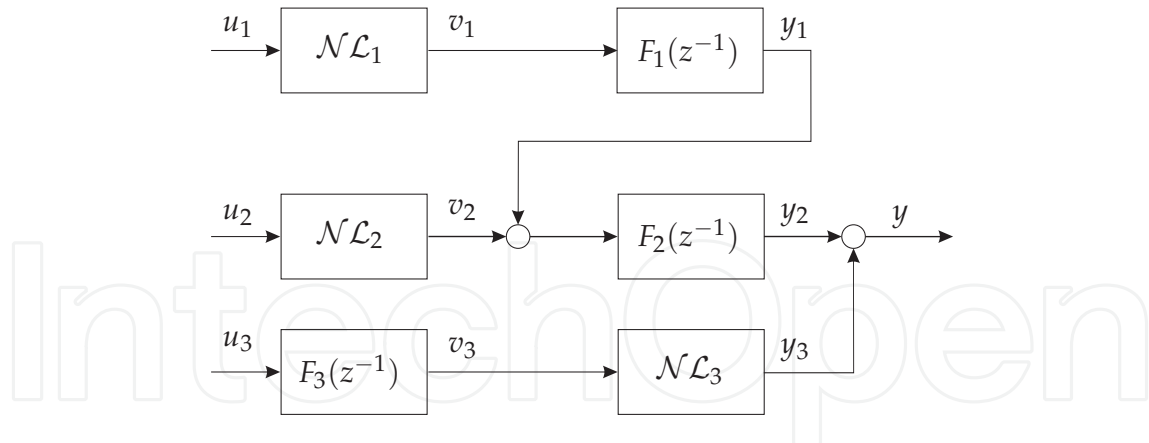 u₁ 𝒩ℒ₁ v₁ F₁(z⁻¹) y₁
u₂ 𝒩ℒ₂ v₂ F₂(z⁻¹) y₂ y
u₃ F₃(z⁻¹) v₃ 𝒩ℒ₃ y₃
IntechOpen